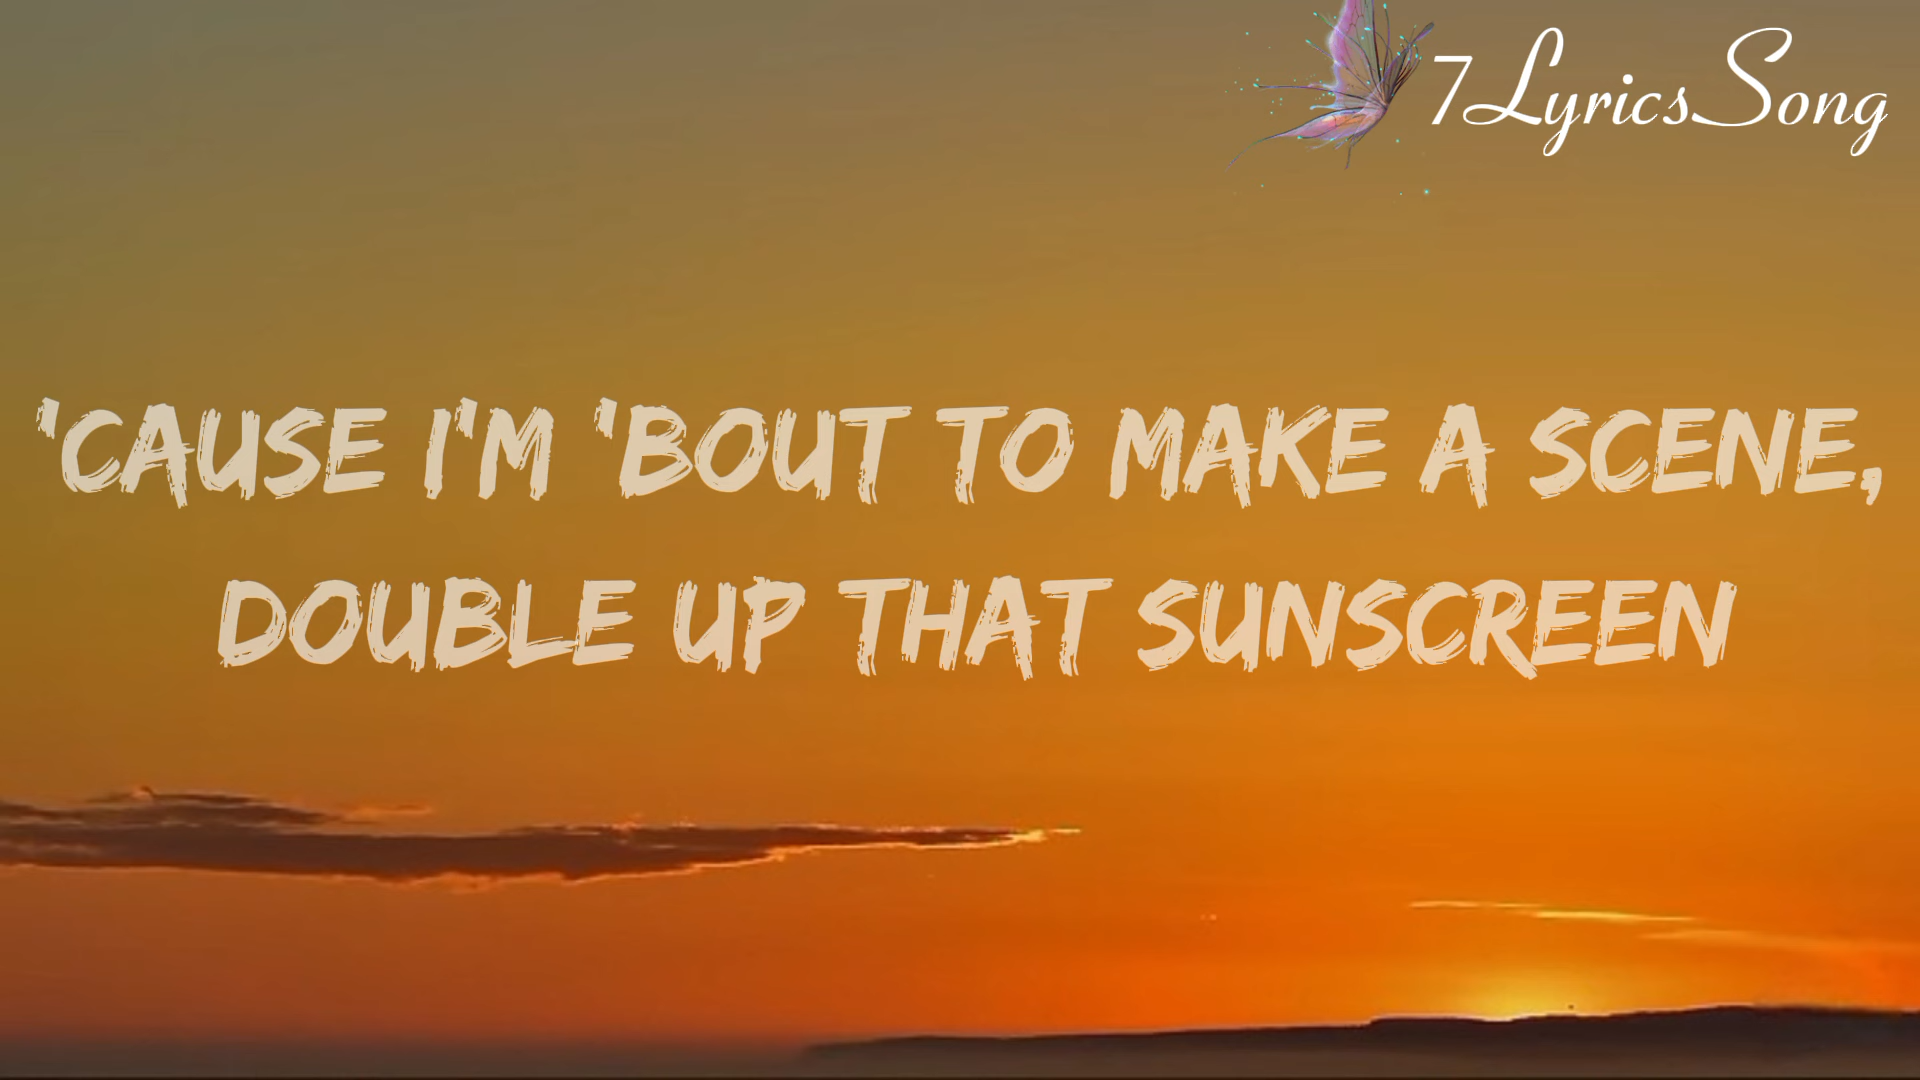 7LyricsSong
'CAUSE I'M 'BOUT TO MAKE A SCENE,
DOUBLE UP THAT SUNSCREEN